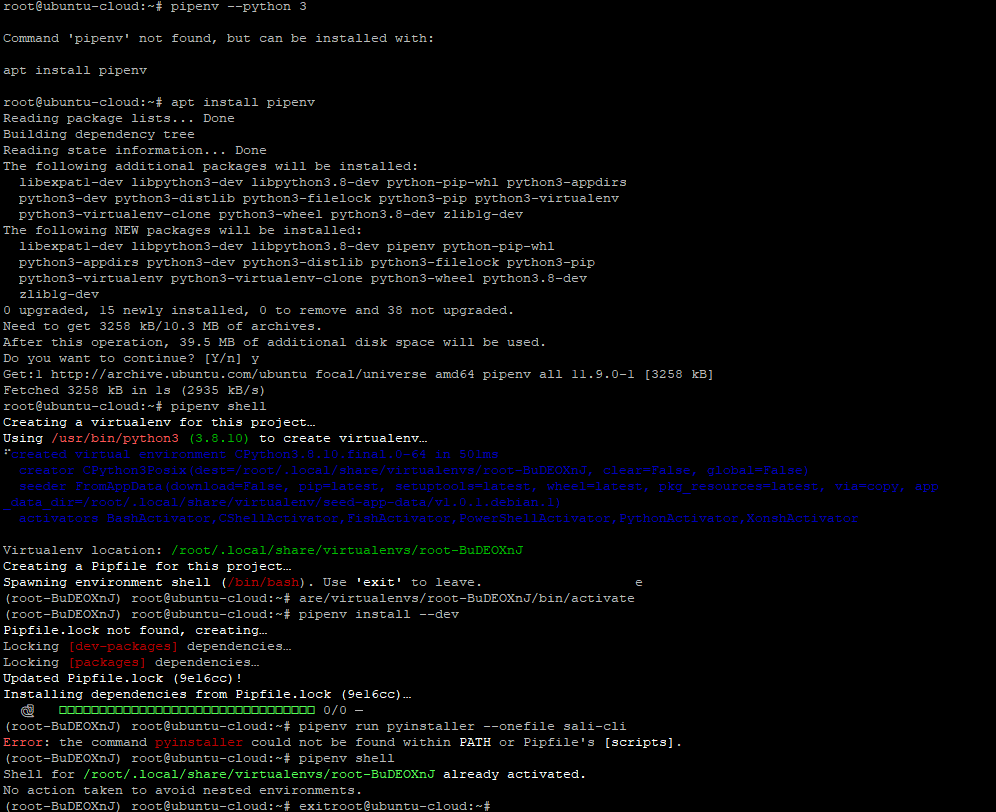 root@ubuntu-cloud:~# pipenv --python 3
Command 'pipenv' not found, but can be installed with:
apt install pipenv
root@ubuntu-cloud:~# apt install pipenv
Reading package lists... Done
Building dependency tree
Reading state information... Done
The following additional packages will be installed:
  libexpat1-dev libpython3-dev libpython3.8-dev python-pip-whl python3-appdirs
  python3-dev python3-distlib python3-filelock python3-pip python3-virtualenv
  python3-virtualenv-clone python3-wheel python3.8-dev zlib1g-dev
The following NEW packages will be installed:
  libexpat1-dev libpython3-dev libpython3.8-dev pipenv python-pip-whl
  python3-appdirs python3-dev python3-distlib python3-filelock python3-pip
  python3-virtualenv python3-virtualenv-clone python3-wheel python3.8-dev
  zlib1g-dev
0 upgraded, 15 newly installed, 0 to remove and 38 not upgraded.
Need to get 3258 kB/10.3 MB of archives.
After this operation, 39.5 MB of additional disk space will be used.
Do you want to continue? [Y/n] y
Get:1 http://archive.ubuntu.com/ubuntu focal/universe amd64 pipenv all 11.9.0-1 [3258 kB]
Fetched 3258 kB in 1s (2935 kB/s)
root@ubuntu-cloud:~# pipenv shell
Creating a virtualenv for this project…
Using /usr/bin/python3 (3.8.10) to create virtualenv…
⠋created virtual environment CPython3.8.10.final.0-64 in 501ms
  creator CPython3Posix(dest=/root/.local/share/virtualenvs/root-BuDEOXnJ, clear=False, global=False)
  seeder FromAppData(download=False, pip=latest, setuptools=latest, wheel=latest, pkg_resources=latest, via=copy, app
_data_dir=/root/.local/share/virtualenv/seed-app-data/v1.0.1.debian.1)
  activators BashActivator,CShellActivator,FishActivator,PowerShellActivator,PythonActivator,XonshActivator
Virtualenv location: /root/.local/share/virtualenvs/root-BuDEOXnJ
Creating a Pipfile for this project…
Spawning environment shell (/bin/bash). Use 'exit' to leave. e
(root-BuDEOXnJ) root@ubuntu-cloud:~# are/virtualenvs/root-BuDEOXnJ/bin/activate
(root-BuDEOXnJ) root@ubuntu-cloud:~# pipenv install --dev
Pipfile.lock not found, creating…
Locking [dev-packages] dependencies…
Locking [packages] dependencies…
Updated Pipfile.lock (9e16cc)!
Installing dependencies from Pipfile.lock (9e16cc)…
0/0 —
(root-BuDEOXnJ) root@ubuntu-cloud:~# pipenv run pyinstaller --onefile sali-cli
Error: the command pyinstaller could not be found within PATH or Pipfile's [scripts].
(root-BuDEOXnJ) root@ubuntu-cloud:~# pipenv shell
Shell for /root/.local/share/virtualenvs/root-BuDEOXnJ already activated.
No action taken to avoid nested environments.
(root-BuDEOXnJ) root@ubuntu-cloud:~# exitroot@ubuntu-cloud:~#